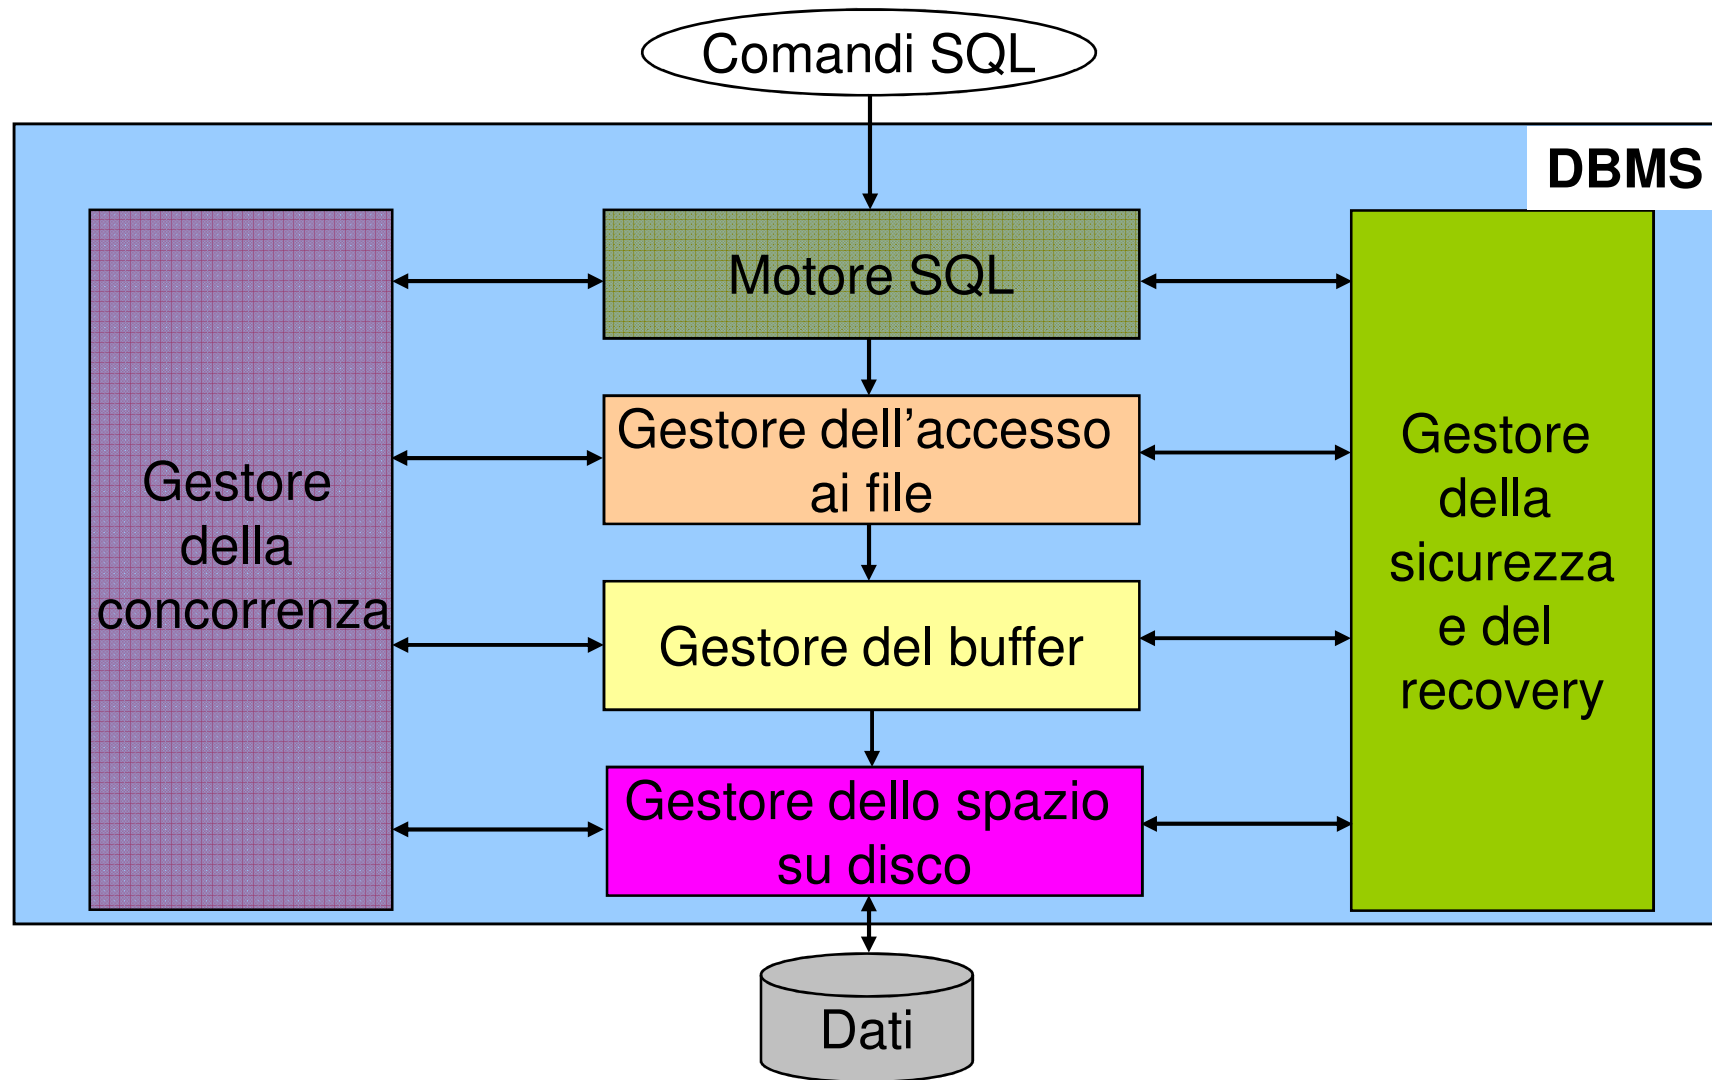 Comandi SQL
DBMS
Motore SQL
Gestore dell’accesso
ai file
Gestore
della
concorrenza
Gestore
della
sicurezza
e del
recovery
Gestore del buffer
Gestore dello spazio
su disco
Dati